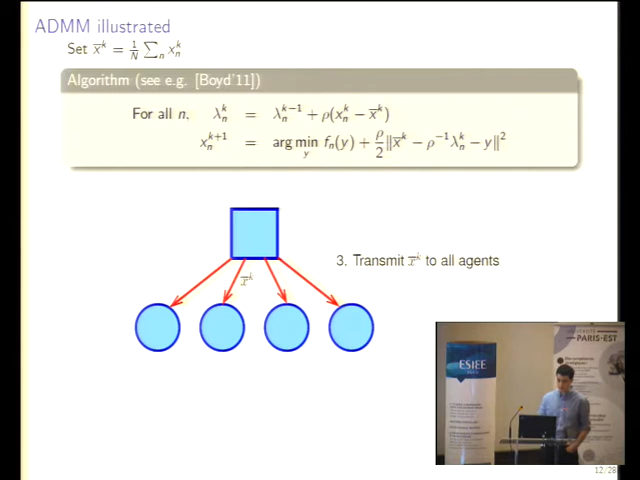 ADMM illustrated
Set x̄^k = 1/N ∑_n x_n^k
Algorithm (see e.g. [Boyd'11])
For all n, λ_n^k = λ_n^{k−1} + ρ(x_n^k − x̄^k)
x_n^{k+1} = arg min_y f_n(y) + ρ/2 ‖x̄^k − ρ^{−1}λ_n^k − y‖^2
3. Transmit x̄^k to all agents
x̄^k
ESIEE
PARIS-EST
12/28